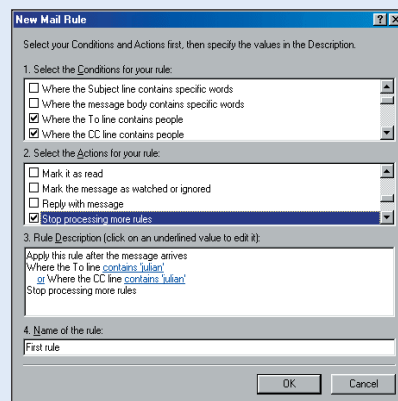 New Mail Rule
Select your Conditions and Actions first, then specify the values in the Description.
1. Select the Conditions for your rule:
Where the Subject line contains specific words
Where the message body contains specific words
Where the To line contains people
Where the CC line contains people
2. Select the Actions for your rule:
Mark it as read
Mark the message as watched or ignored
Reply with message
Stop processing more rules
3. Rule Description (click on an underlined value to edit it):
Apply this rule after the message arrives
Where the To line contains 'julian'
or Where the CC line contains 'julian'
Stop processing more rules
4. Name of the rule:
First rule
OK Cancel